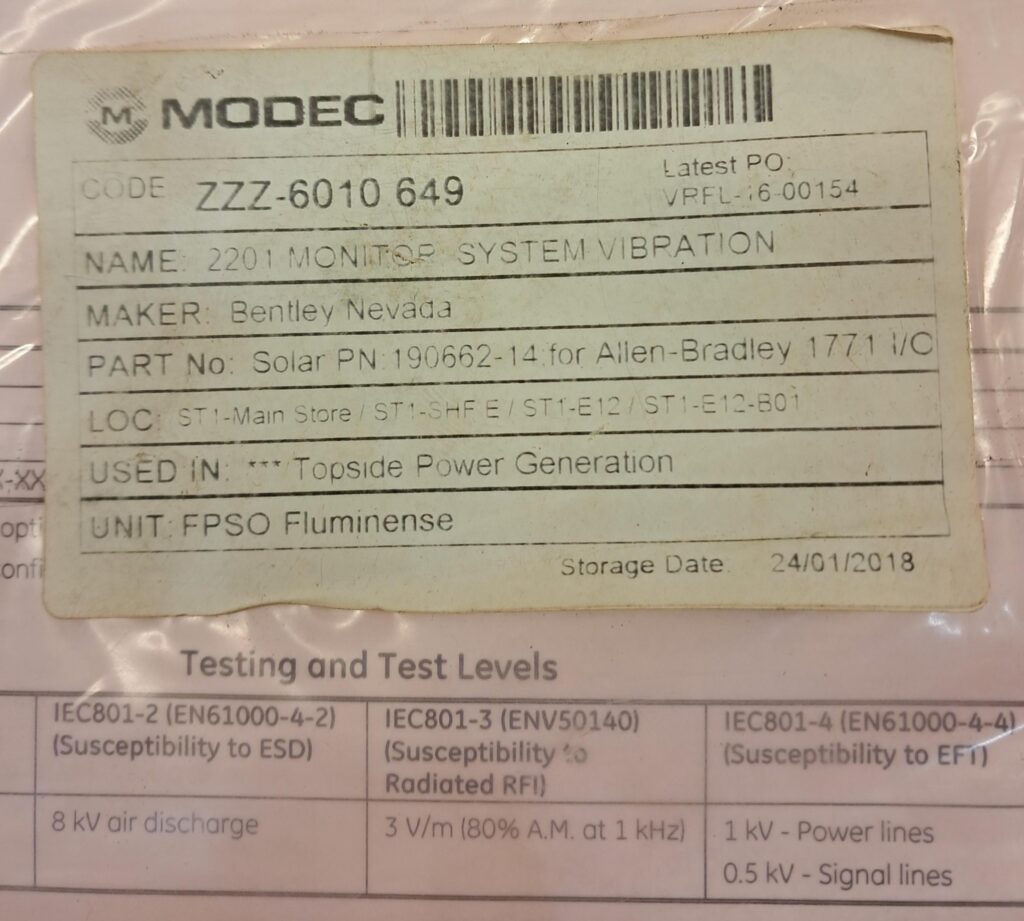 MODEC
CODE ZZZ-6010 649
Latest PO:
VRFL-16-00154
NAME: 2201 MONITOR SYSTEM VIBRATION
MAKER: Bentley Nevada
PART No: Solar PN:190662-14 for Allen-Bradley 1771 I/O
LOC: ST1-Main Store / ST1-SHF E / ST1-E12 / ST1-E12-B01
USED IN: *** Topside Power Generation
UNIT: FPSO Fluminense
Storage Date: 24/01/2018
Testing and Test Levels
IEC801-2 (EN61000-4-2)
(Susceptibility to ESD)
IEC801-3 (ENV50140)
(Susceptibility to
Radiated RFI)
IEC801-4 (EN61000-4-4)
(Susceptibility to EFT)
8 kV air discharge
3 V/m (80% A.M. at 1 kHz)
1 kV - Power lines
0.5 kV - Signal lines